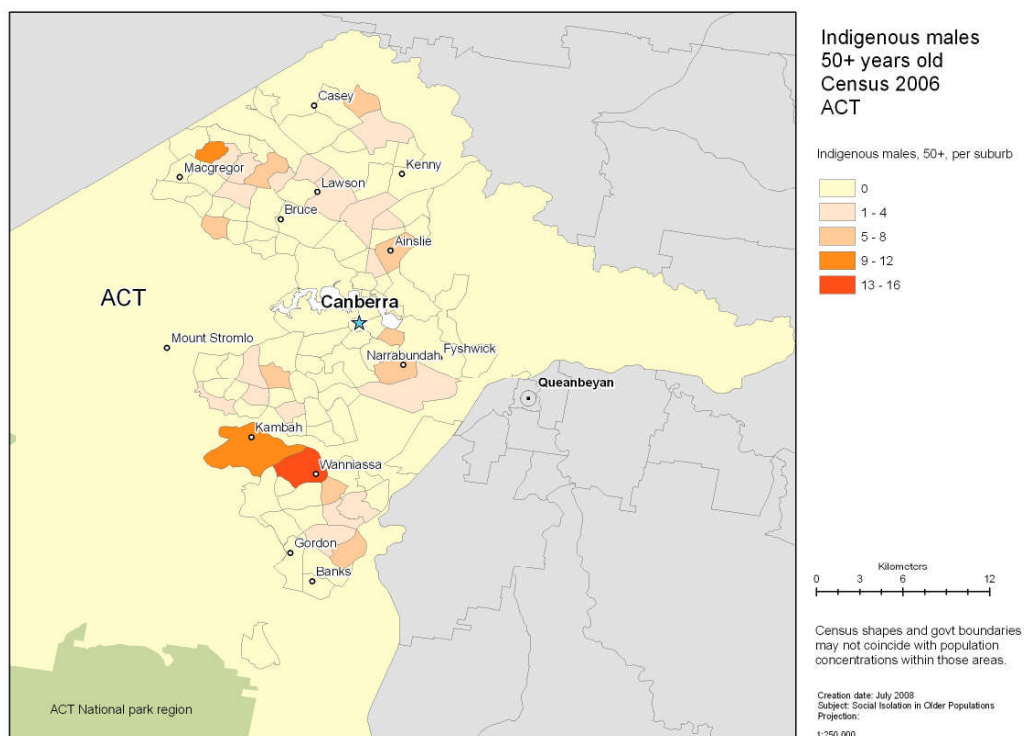 Indigenous males
50+ years old
Census 2006
ACT
Indigenous males, 50+, per suburb
0
1 - 4
5 - 8
9 - 12
13 - 16
Casey
Macgregor
Kenny
Lawson
Bruce
Ainslie
ACT
Canberra
Mount Stromlo
Narrabundah
Fyshwick
Queanbeyan
Kambah
Wanniassa
Gordon
Banks
ACT National park region
Kilometers
0 3 6 12
Census shapes and govt boundaries
may not coincide with population
concentrations within those areas.
Creation date: July 2008
Subject: Social Isolation in Older Populations
Projection:
1:250,000